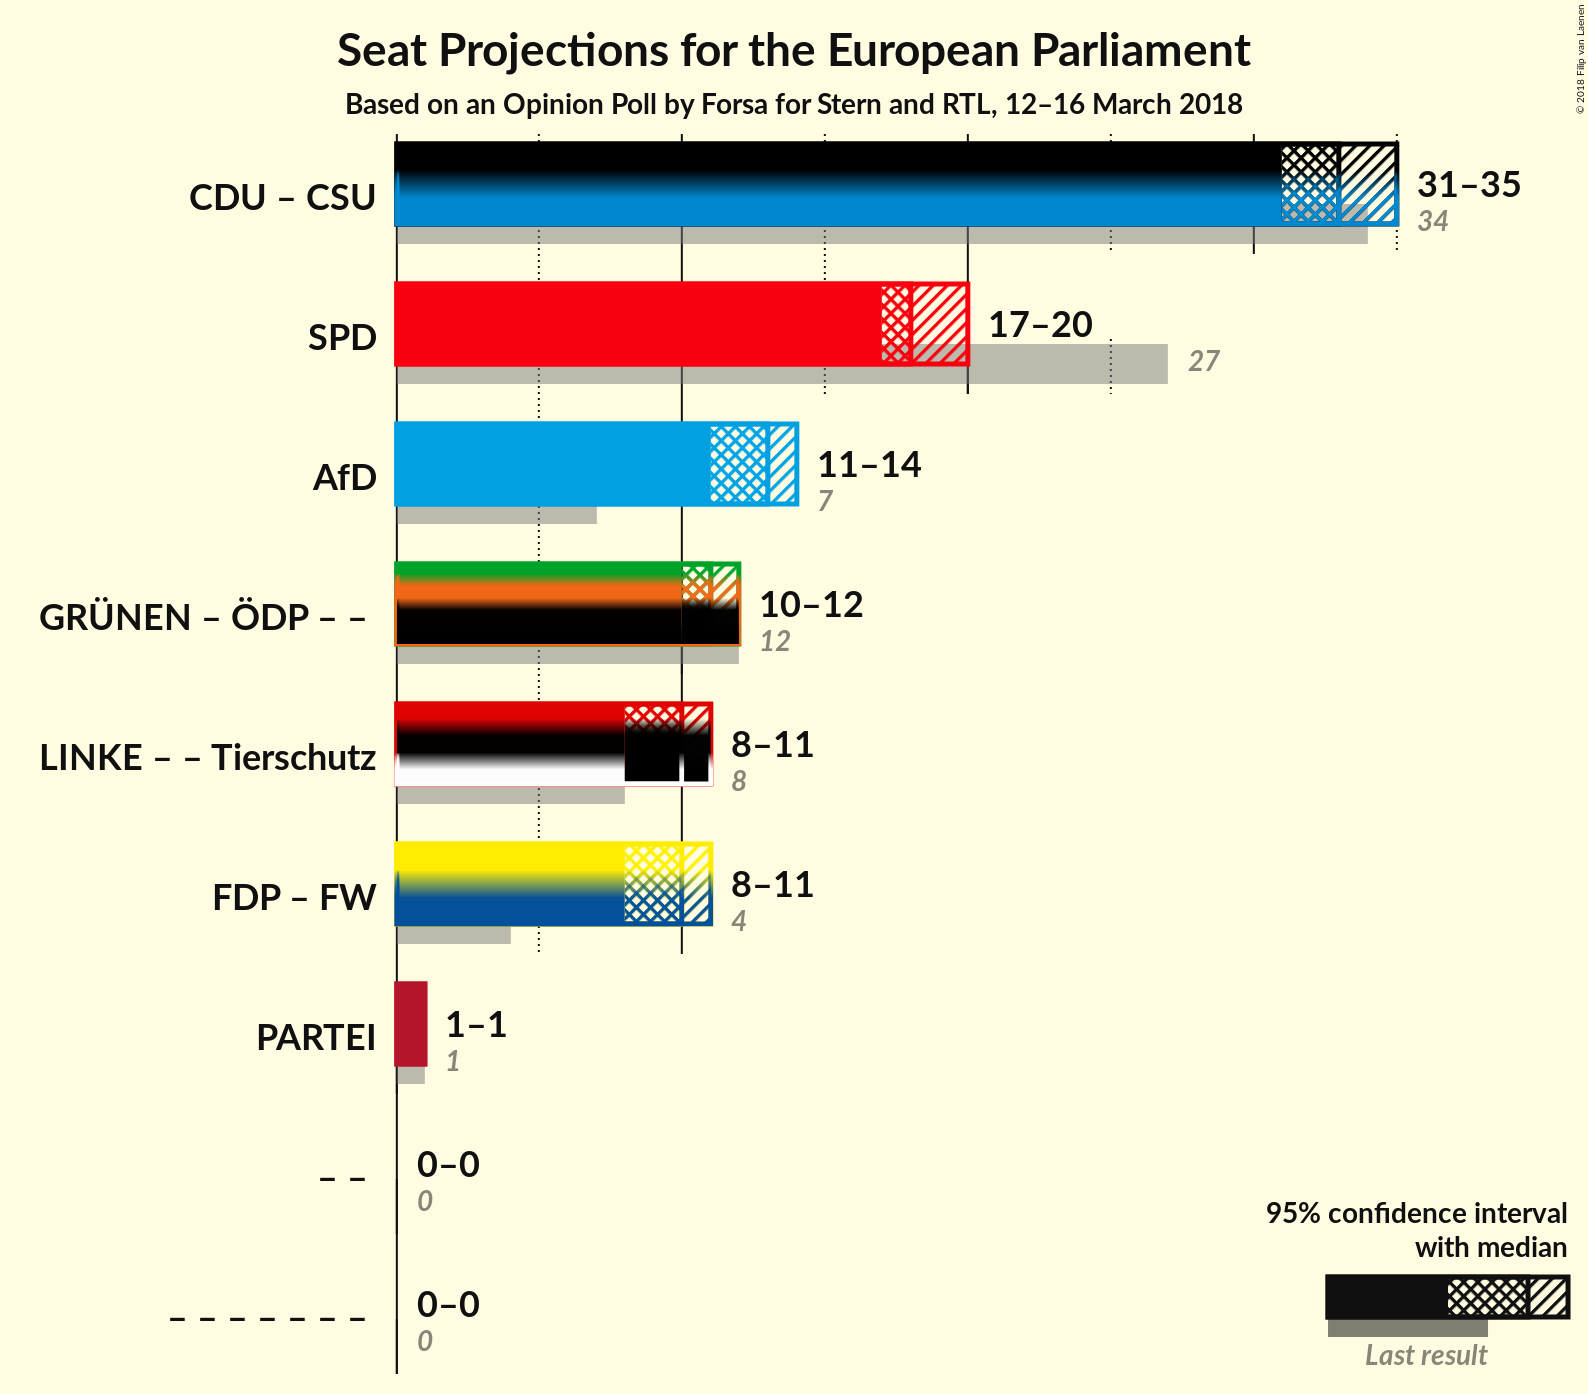 Seat Projections for the European Parliament
Based on an Opinion Poll by Forsa for Stern and RTL, 12–16 March 2018
© 2018 Filip van Laenen
CDU – CSU
31–35
34
SPD
17–20
27
AfD
11–14
7
GRÜNEN – ÖDP – –
10–12
12
LINKE – – Tierschutz
8–11
8
FDP – FW
8–11
4
PARTEI
1–1
1
– –
0–0
0
– – – – – – –
0–0
0
95% confidence interval
with median
Last result